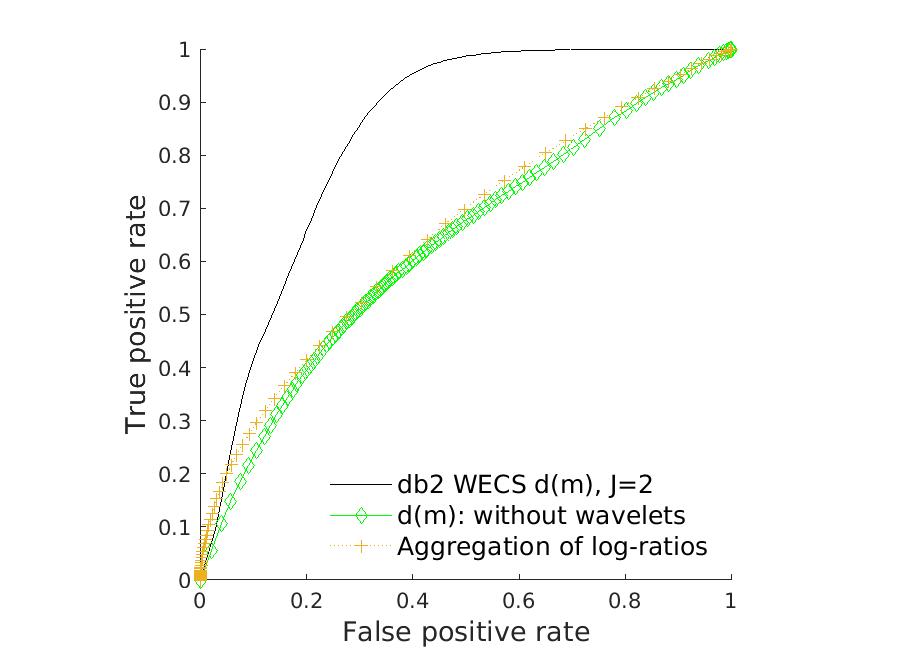 1
0.9
0.8
0.7
0.6
0.5
0.4
0.3
0.2
0.1
0
True positive rate
db2 WECS d(m), J=2
d(m): without wavelets
Aggregation of log-ratios
0 0.2 0.4 0.6 0.8 1
False positive rate